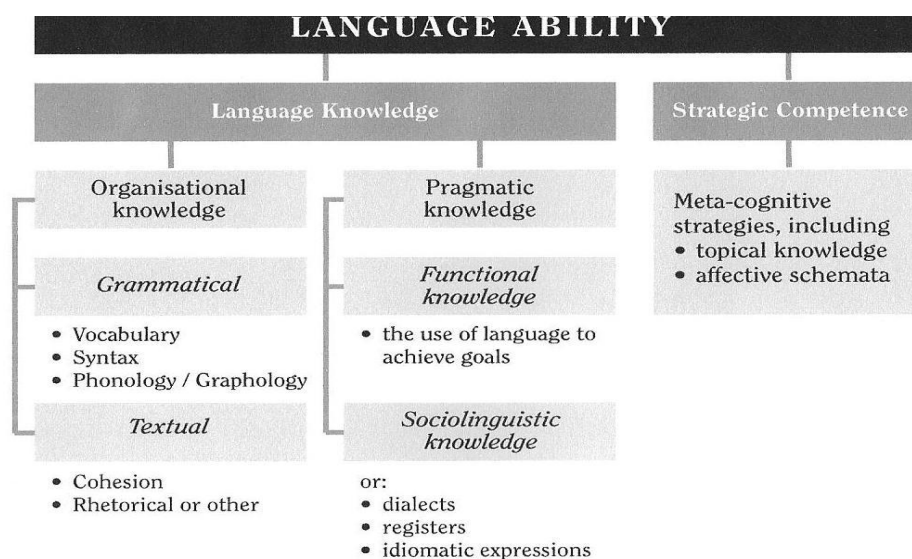 LANGUAGE ABILITY
Language Knowledge
Strategic Competence
Organisational
knowledge
Grammatical
• Vocabulary
• Syntax
• Phonology / Graphology
Textual
• Cohesion
• Rhetorical or other
Pragmatic
knowledge
Functional
knowledge
• the use of language to
achieve goals
Sociolinguistic
knowledge
or:
• dialects
• registers
• idiomatic expressions
Meta-cognitive
strategies, including
• topical knowledge
• affective schemata